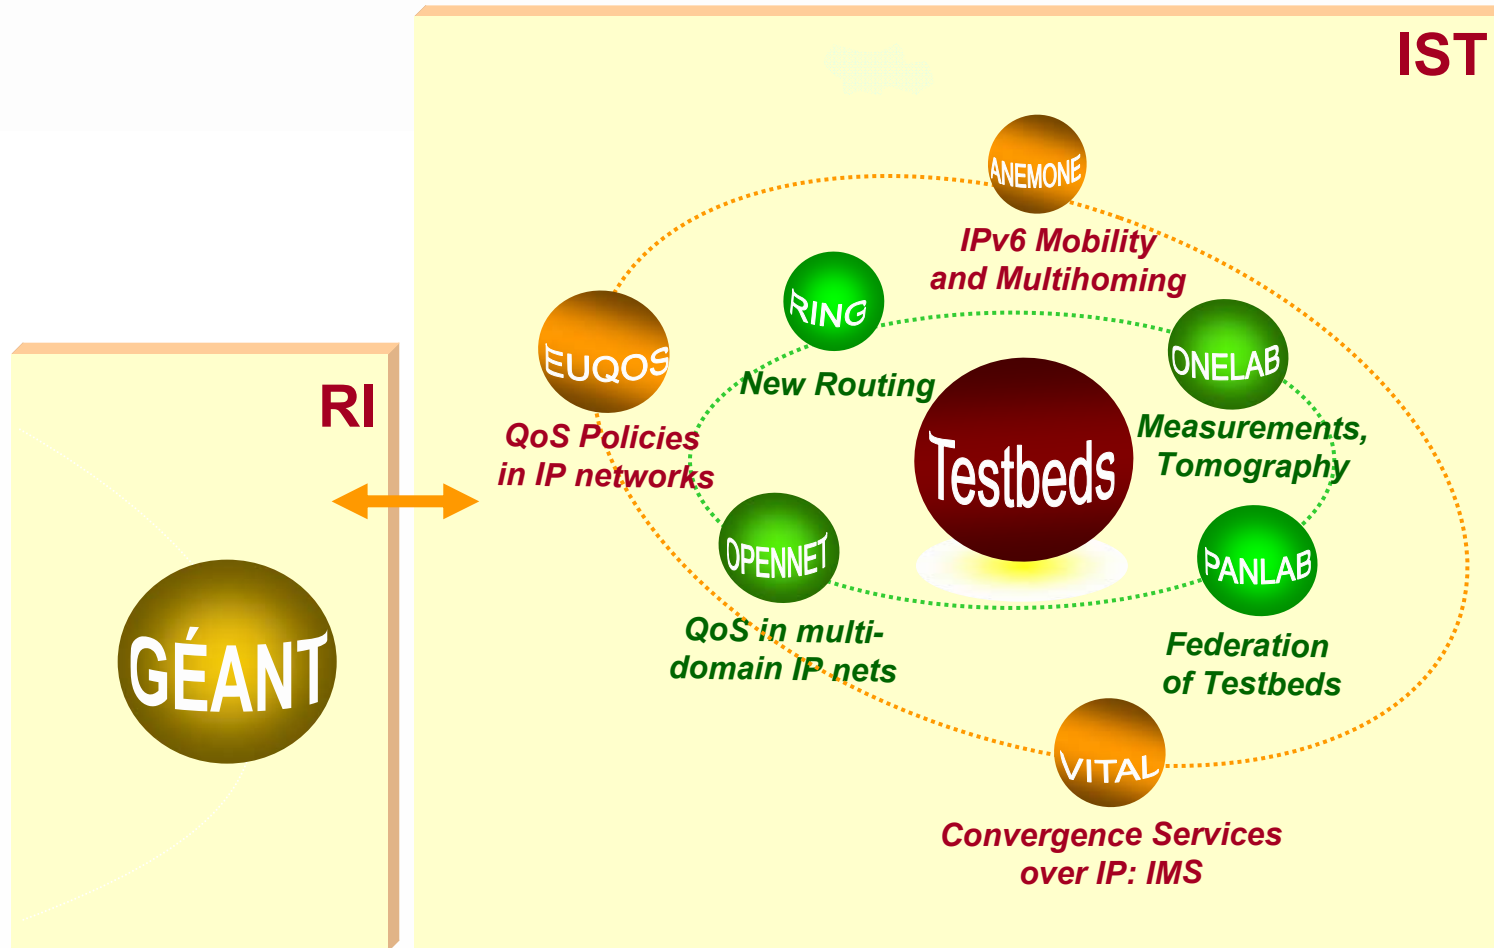 IST
ANEMONE
IPv6 Mobility
and Multihoming
RING
New Routing
EUQOS
QoS Policies
in IP networks
ONELAB
Measurements,
Tomography
Testbeds
OPENNET
QoS in multi-
domain IP nets
PANLAB
Federation
of Testbeds
VITAL
Convergence Services
over IP: IMS
RI
GÉANT